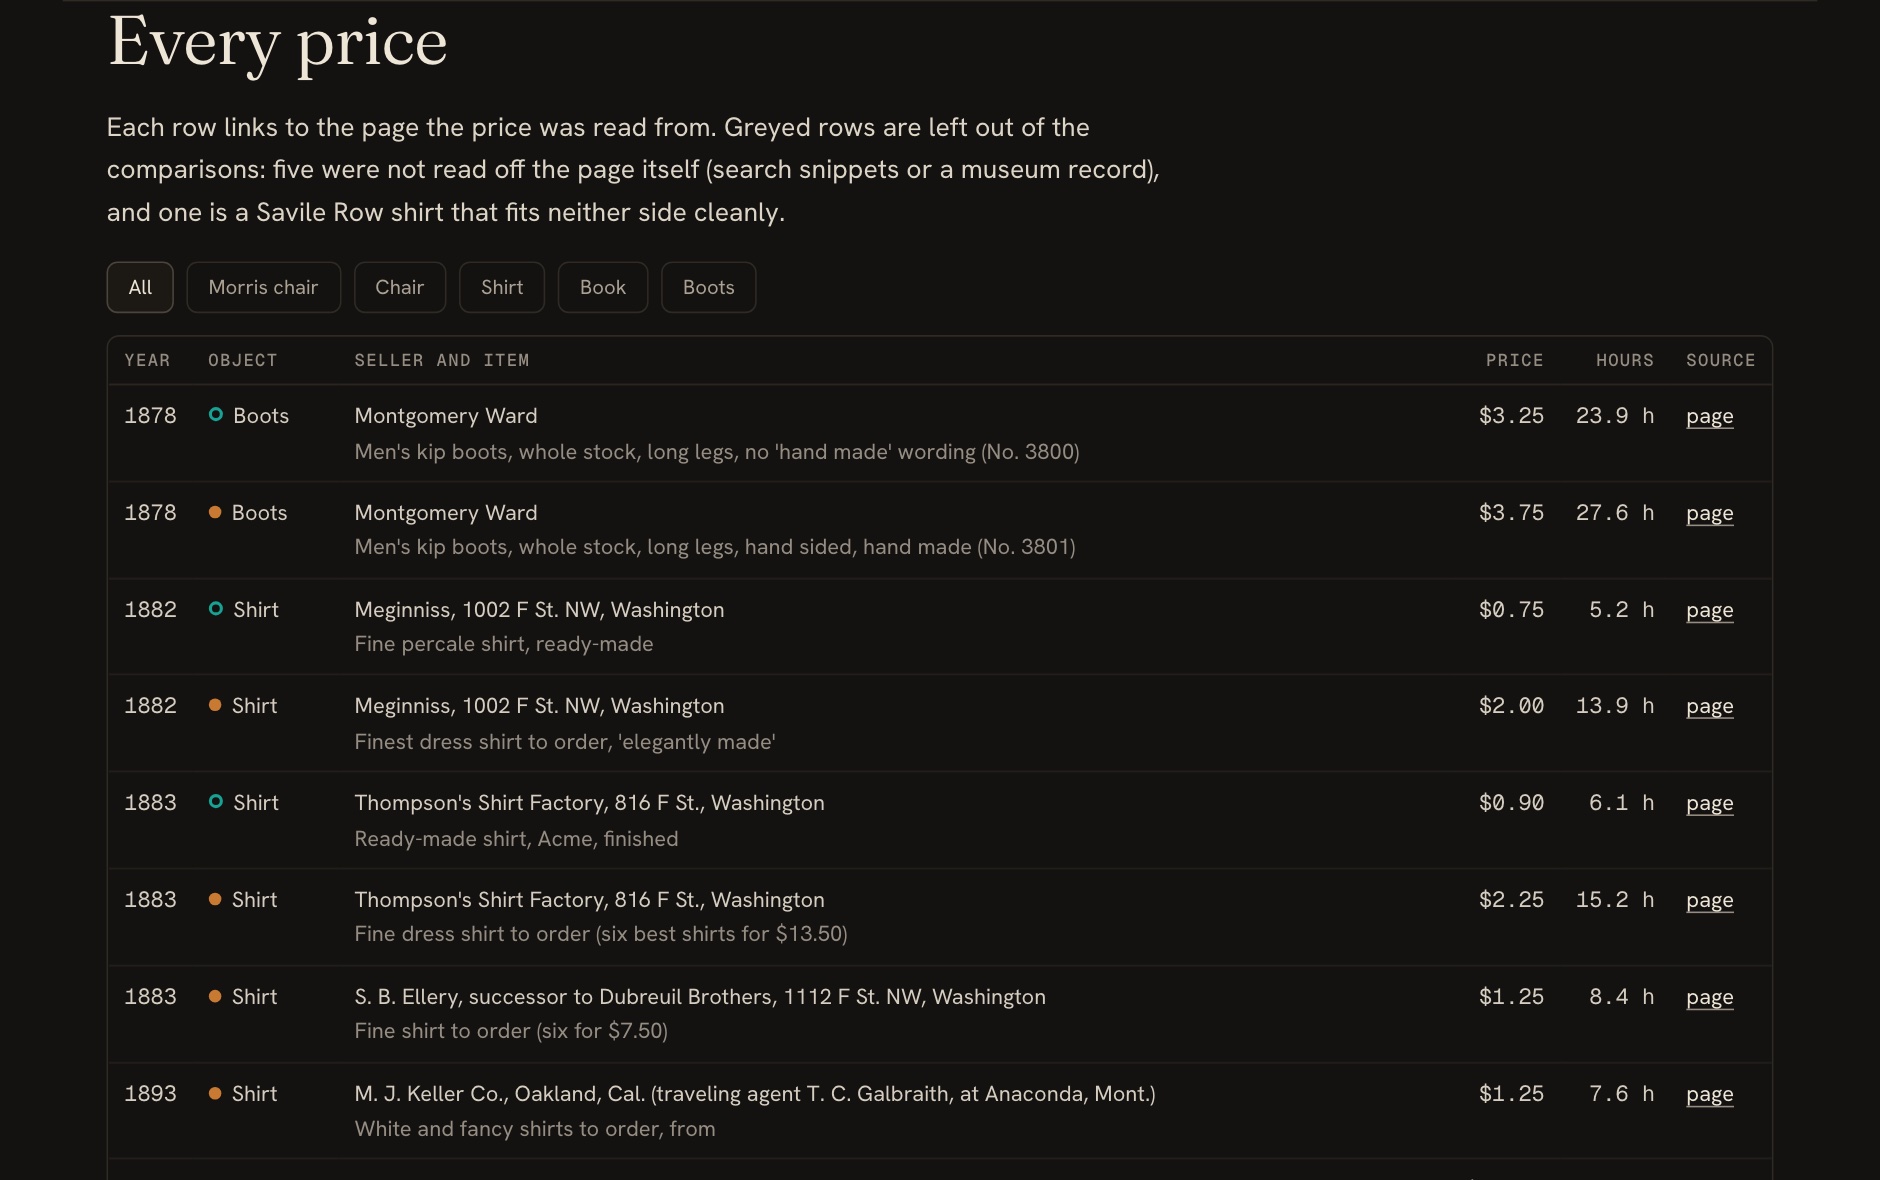 Every price
Each row links to the page the price was read from. Greyed rows are left out of the
comparisons: five were not read off the page itself (search snippets or a museum record),
and one is a Savile Row shirt that fits neither side cleanly.
All Morris chair Chair Shirt Book Boots
YEAR OBJECT SELLER AND ITEM PRICE HOURS SOURCE
1878 Boots Montgomery Ward $3.25 23.9 h page
Men's kip boots, whole stock, long legs, no 'hand made' wording (No. 3800)
1878 Boots Montgomery Ward $3.75 27.6 h page
Men's kip boots, whole stock, long legs, hand sided, hand made (No. 3801)
1882 Shirt Meginniss, 1002 F St. NW, Washington $0.75 5.2 h page
Fine percale shirt, ready-made
1882 Shirt Meginniss, 1002 F St. NW, Washington $2.00 13.9 h page
Finest dress shirt to order, 'elegantly made'
1883 Shirt Thompson's Shirt Factory, 816 F St., Washington $0.90 6.1 h page
Ready-made shirt, Acme, finished
1883 Shirt Thompson's Shirt Factory, 816 F St., Washington $2.25 15.2 h page
Fine dress shirt to order (six best shirts for $13.50)
1883 Shirt S. B. Ellery, successor to Dubreuil Brothers, 1112 F St. NW, Washington $1.25 8.4 h page
Fine shirt to order (six for $7.50)
1893 Shirt M. J. Keller Co., Oakland, Cal. (traveling agent T. C. Galbraith, at Anaconda, Mont.) $1.25 7.6 h page
White and fancy shirts to order, from